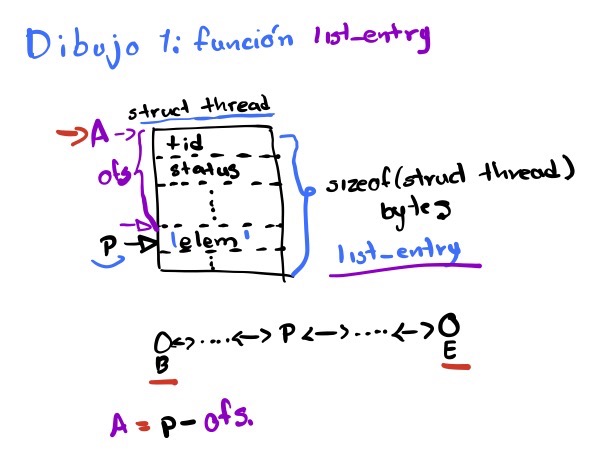 Dibujo 1: función list_entry
struct thread
→ A ->
tid
ofs
status
sizeof(struct thread)
bytes
P → 'elem'
list_entry
O <-> ..... <-> P <-> ..... <-> O
B E
A = P - ofs.